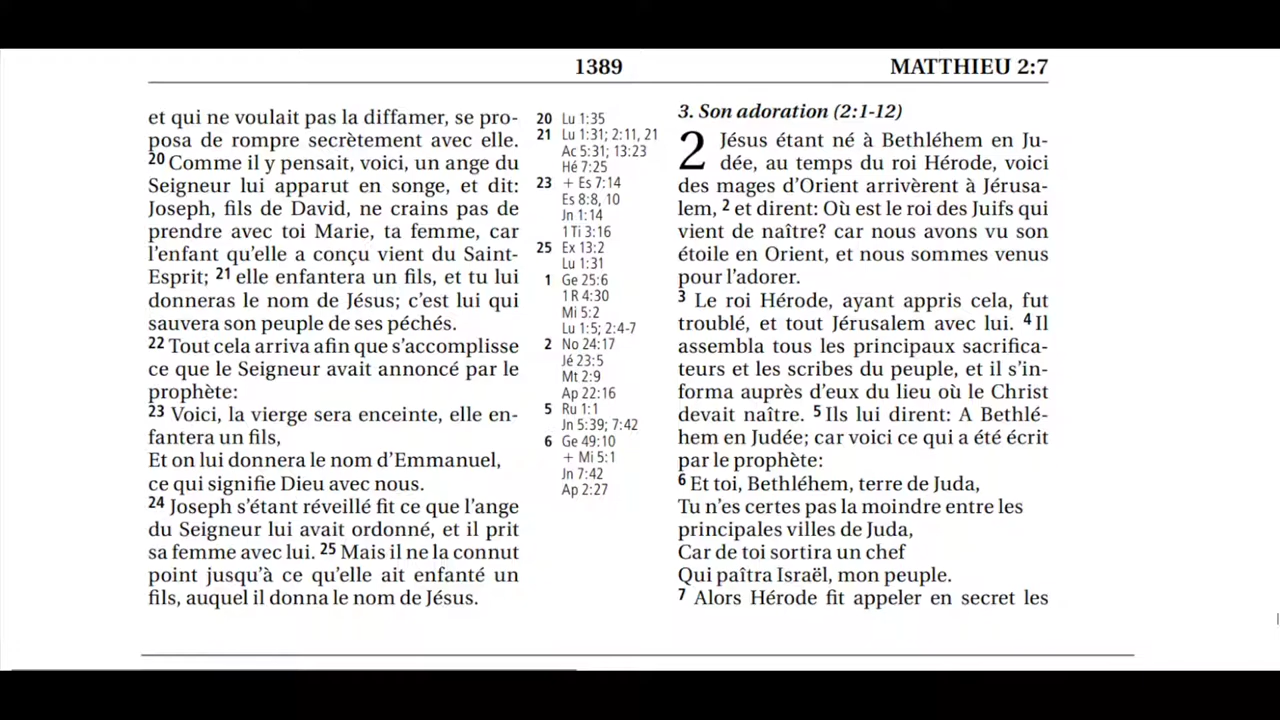 1389
MATTHIEU 2:7
et qui ne voulait pas la diffamer, se pro-
posa de rompre secrètement avec elle.
20 Comme il y pensait, voici, un ange du
Seigneur lui apparut en songe, et dit:
Joseph, fils de David, ne crains pas de
prendre avec toi Marie, ta femme, car
l'enfant qu'elle a conçu vient du Saint-
Esprit; 21 elle enfantera un fils, et tu lui
donneras le nom de Jésus; c'est lui qui
sauvera son peuple de ses péchés.
22 Tout cela arriva afin que s'accomplisse
ce que le Seigneur avait annoncé par le
prophète:
23 Voici, la vierge sera enceinte, elle en-
fantera un fils,
Et on lui donnera le nom d'Emmanuel,
ce qui signifie Dieu avec nous.
24 Joseph s'étant réveillé fit ce que l'ange
du Seigneur lui avait ordonné, et il prit
sa femme avec lui. 25 Mais il ne la connut
point jusqu'à ce qu'elle ait enfanté un
fils, auquel il donna le nom de Jésus.
20 Lu 1:35
21 Lu 1:31; 2:11, 21
Ac 5:31; 13:23
Hé 7:25
23 + Es 7:14
Es 8:8, 10
Jn 1:14
1 Ti 3:16
25 Ex 13:2
Lu 1:31
1 Ge 25:6
1 R 4:30
Mi 5:2
Lu 1:5; 2:4-7
2 No 24:17
Jé 23:5
Mt 2:9
Ap 22:16
5 Ru 1:1
Jn 5:39; 7:42
6 Ge 49:10
+ Mi 5:1
Jn 7:42
Ap 2:27
3. Son adoration (2:1-12)
2 Jésus étant né à Bethléhem en Ju-
dée, au temps du roi Hérode, voici
des mages d'Orient arrivèrent à Jérusa-
lem, 2 et dirent: Où est le roi des Juifs qui
vient de naître? car nous avons vu son
étoile en Orient, et nous sommes venus
pour l'adorer.
3 Le roi Hérode, ayant appris cela, fut
troublé, et tout Jérusalem avec lui. 4 Il
assembla tous les principaux sacrifica-
teurs et les scribes du peuple, et il s'in-
forma auprès d'eux du lieu où le Christ
devait naître. 5 Ils lui dirent: A Bethlé-
hem en Judée; car voici ce qui a été écrit
par le prophète:
6 Et toi, Bethléhem, terre de Juda,
Tu n'es certes pas la moindre entre les
principales villes de Juda,
Car de toi sortira un chef
Qui paîtra Israël, mon peuple.
7 Alors Hérode fit appeler en secret les